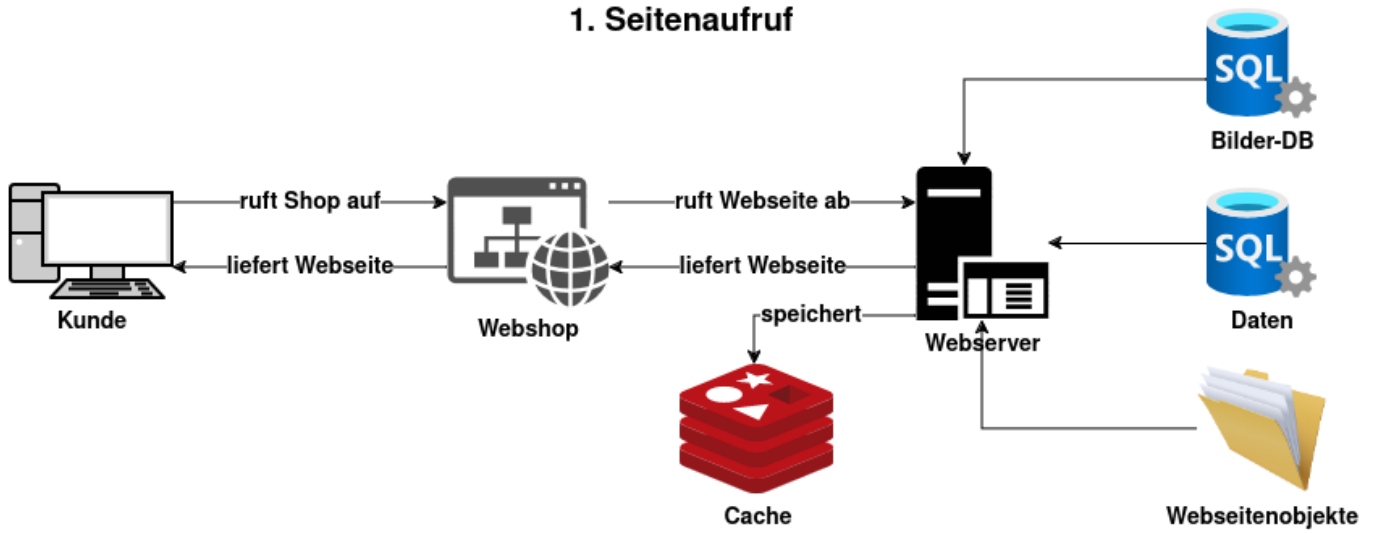 1. Seitenaufruf
SQL
Bilder-DB
ruft Shop auf
ruft Webseite ab
SQL
liefert Webseite
liefert Webseite
speichert
Kunde
Webshop
Webserver
Daten
Cache
Webseitenobjekte